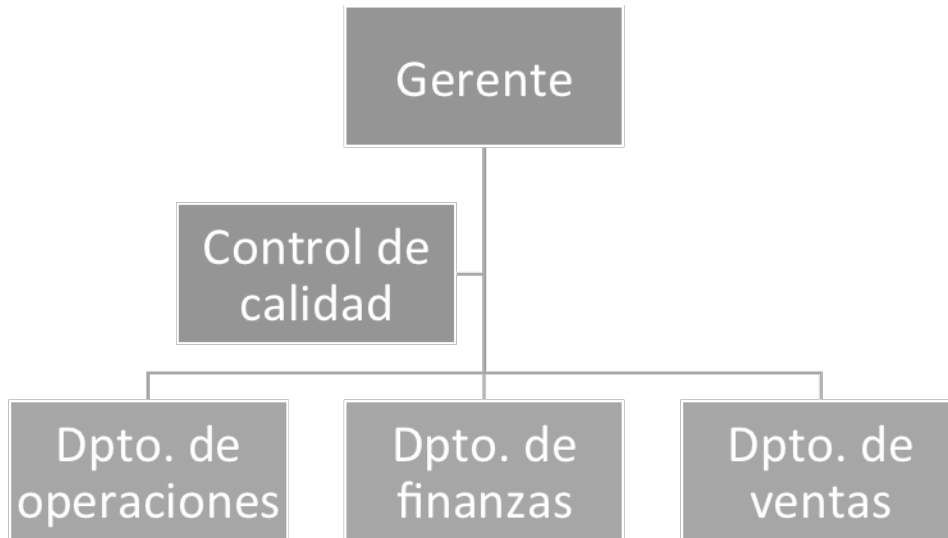 Gerente
Control de
calidad
Dpto. de
operaciones
Dpto. de
finanzas
Dpto. de
ventas